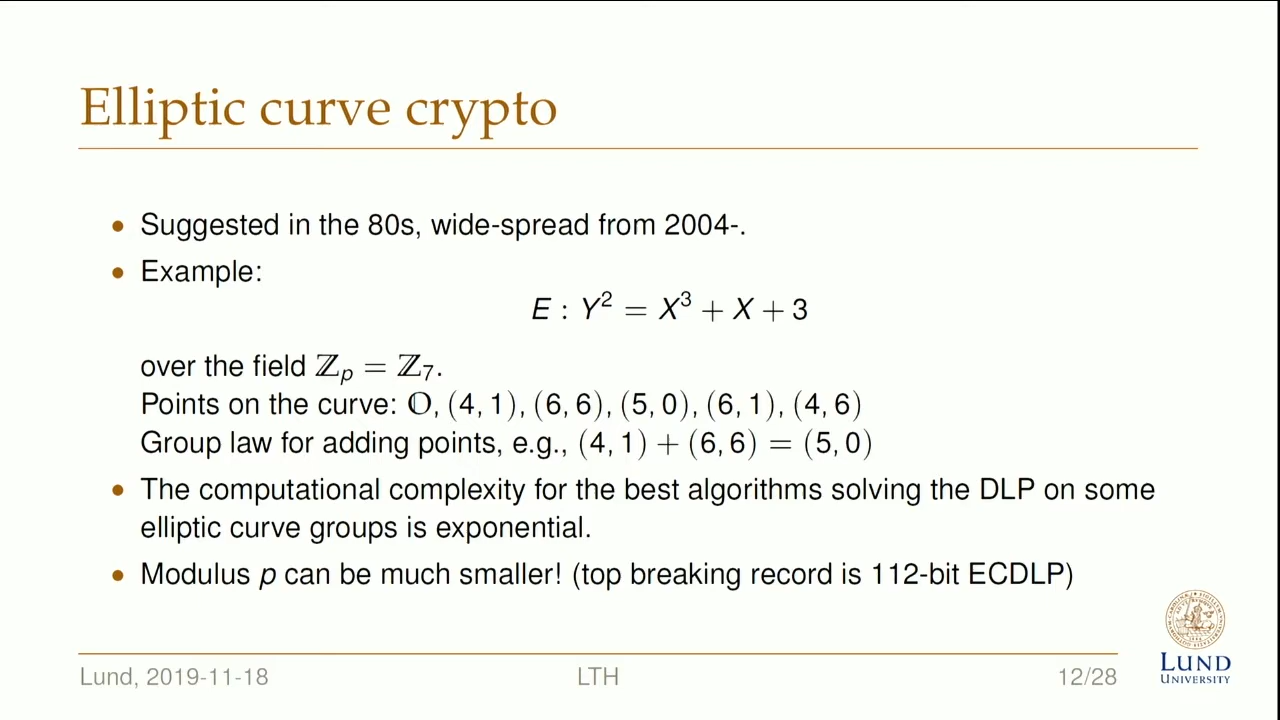 Elliptic curve crypto
• Suggested in the 80s, wide-spread from 2004-.
• Example:
E : Y² = X³ + X + 3
over the field ℤₚ = ℤ₇.
Points on the curve: 𝕆, (4, 1), (6, 6), (5, 0), (6, 1), (4, 6)
Group law for adding points, e.g., (4, 1) + (6, 6) = (5, 0)
• The computational complexity for the best algorithms solving the DLP on some
elliptic curve groups is exponential.
• Modulus p can be much smaller! (top breaking record is 112-bit ECDLP)
Lund, 2019-11-18
LTH
12/28
LUND
UNIVERSITY